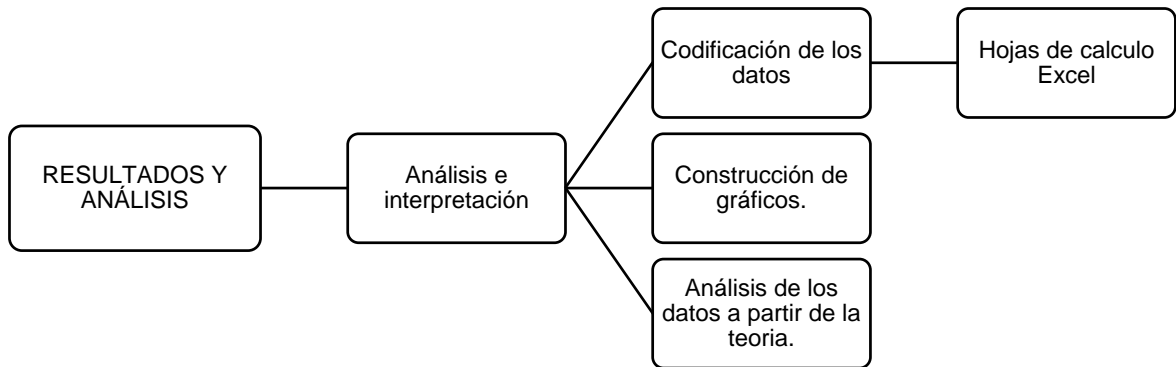 RESULTADOS Y
ANÁLISIS
Análisis e
interpretación
Codificación de los
datos
Hojas de calculo
Excel
Construcción de
gráficos.
Análisis de los
datos a partir de la
teoria.